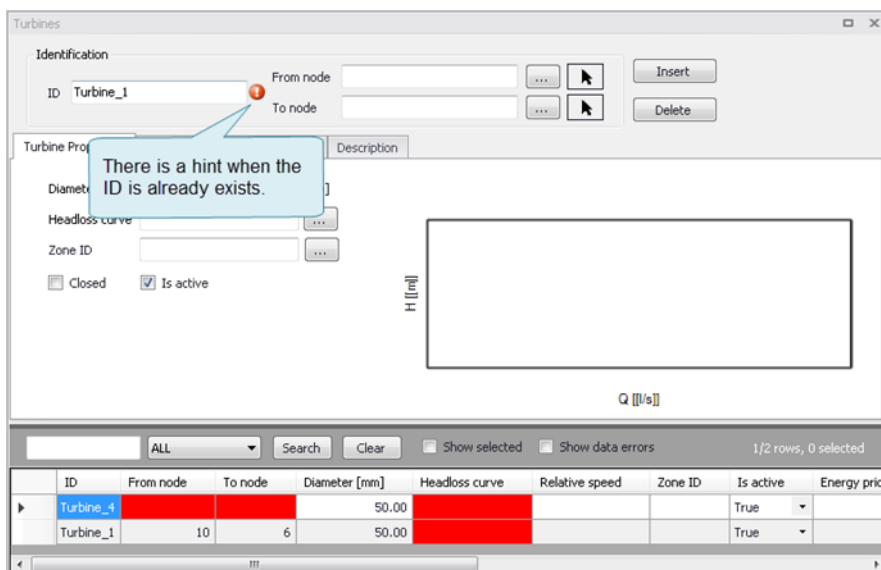 Turbines
Identification
ID Turbine_1
From node ...
To node ...
Insert
Delete
Turbine Prop
Description
There is a hint when the
ID is already exists.
Diamete ]
Headloss curve ...
Zone ID ...
Closed Is active
H [[m]]
Q [[l/s]]
ALL Search Clear Show selected Show data errors 1/2 rows, 0 selected
ID From node To node Diameter [mm] Headloss curve Relative speed Zone ID Is active Energy pric
Turbine_4 50.00 True
Turbine_1 10 6 50.00 True